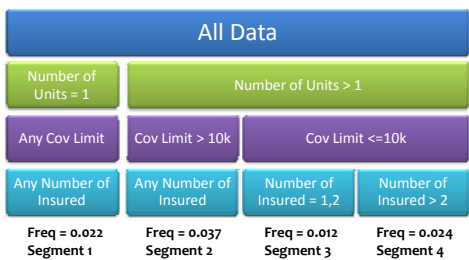 All Data
Number of
Units = 1
Number of Units > 1
Any Cov Limit
Cov Limit > 10k
Cov Limit <=10k
Any Number of
Insured
Any Number of
Insured
Number of
Insured = 1,2
Number of
Insured > 2
Freq = 0.022
Segment 1
Freq = 0.037
Segment 2
Freq = 0.012
Segment 3
Freq = 0.024
Segment 4